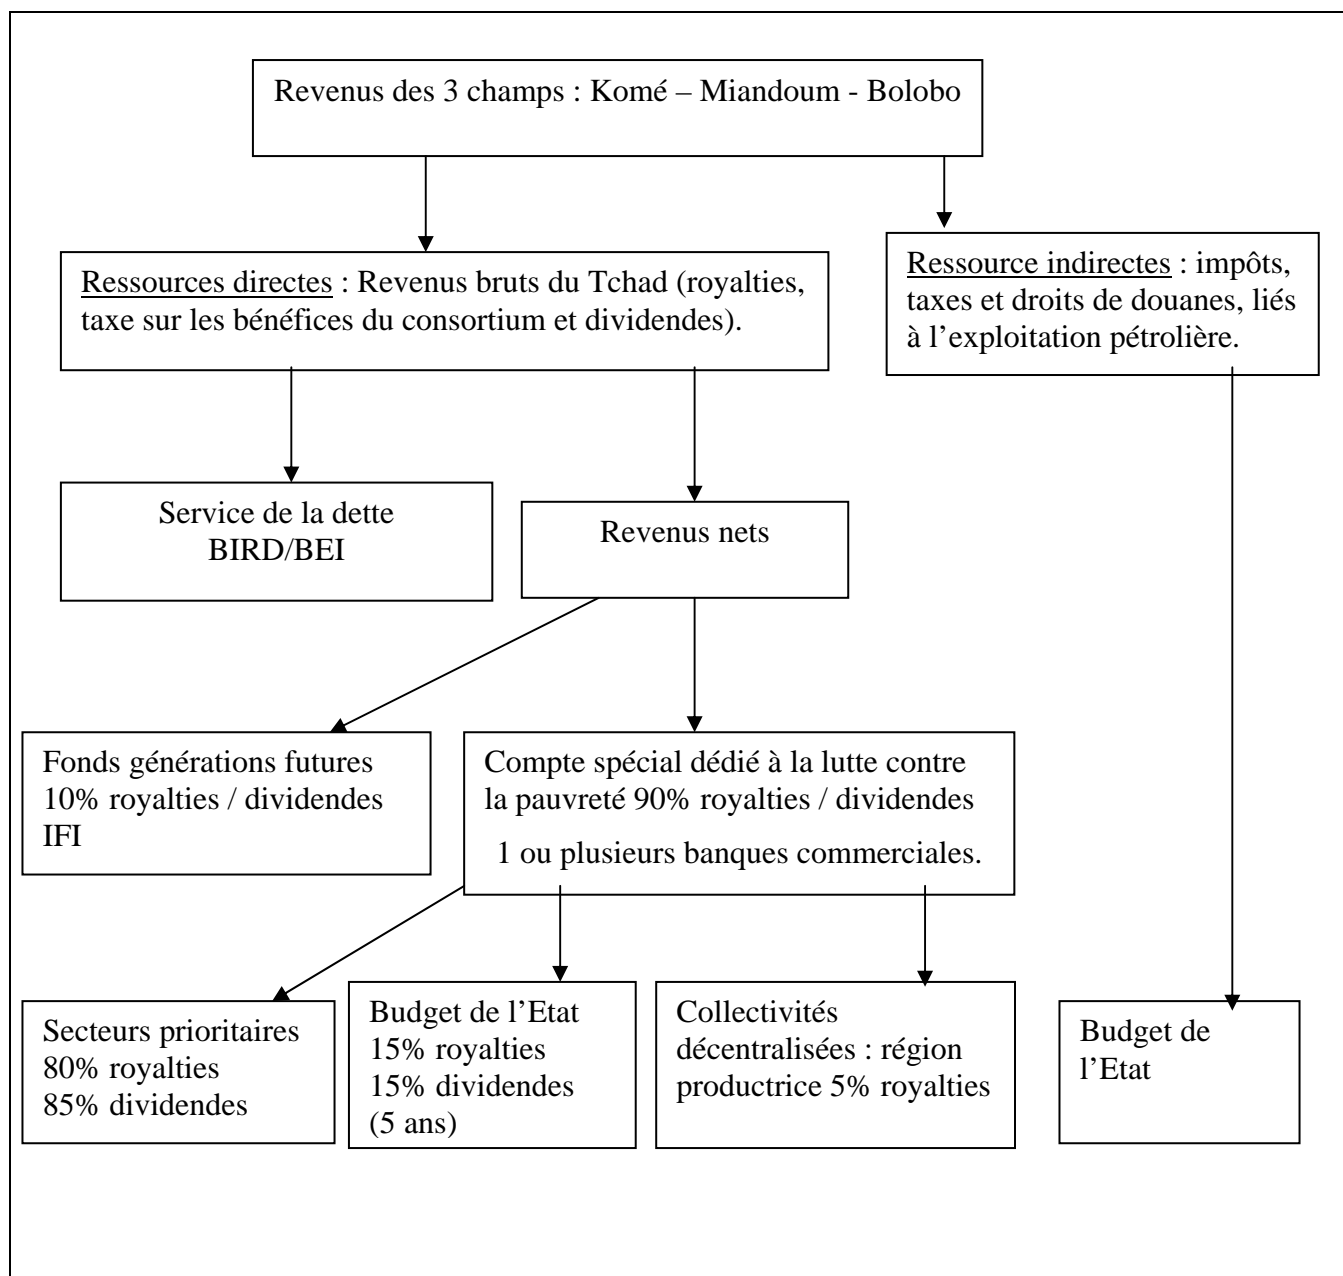 Revenus des 3 champs : Komé – Miandoum - Bolobo
Ressources directes : Revenus bruts du Tchad (royalties,
taxe sur les bénéfices du consortium et dividendes).
Ressource indirectes : impôts,
taxes et droits de douanes, liés
à l’exploitation pétrolière.
Service de la dette
BIRD/BEI
Revenus nets
Fonds générations futures
10% royalties / dividendes
IFI
Compte spécial dédié à la lutte contre
la pauvreté 90% royalties / dividendes
1 ou plusieurs banques commerciales.
Secteurs prioritaires
80% royalties
85% dividendes
Budget de l’Etat
15% royalties
15% dividendes
(5 ans)
Collectivités
décentralisées : région
productrice 5% royalties
Budget de
l’Etat